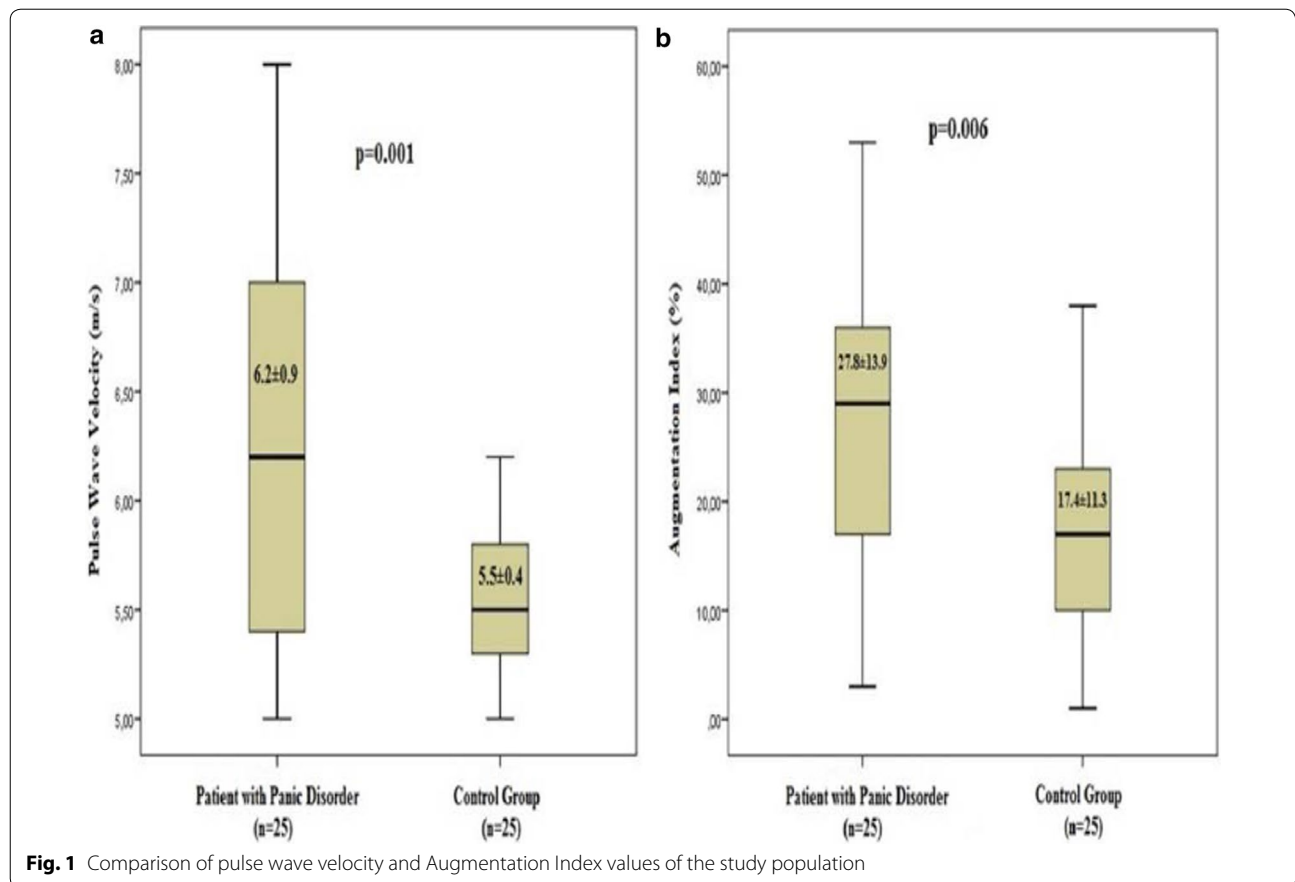 a
8,00
7,50
7,00
6,50
6,00
5,50
5,00
Pulse Wave Velocity (m/s)
p=0.001
6.2±0.9
5.5±0.4
Patient with Panic Disorder
(n=25)
Control Group
(n=25)
b
60,00
50,00
40,00
30,00
20,00
10,00
,00
Augmentation Index (%)
p=0.006
27.8±13.9
17.4±11.3
Patient with Panic Disorder
(n=25)
Control Group
(n=25)
Fig. 1 Comparison of pulse wave velocity and Augmentation Index values of the study population